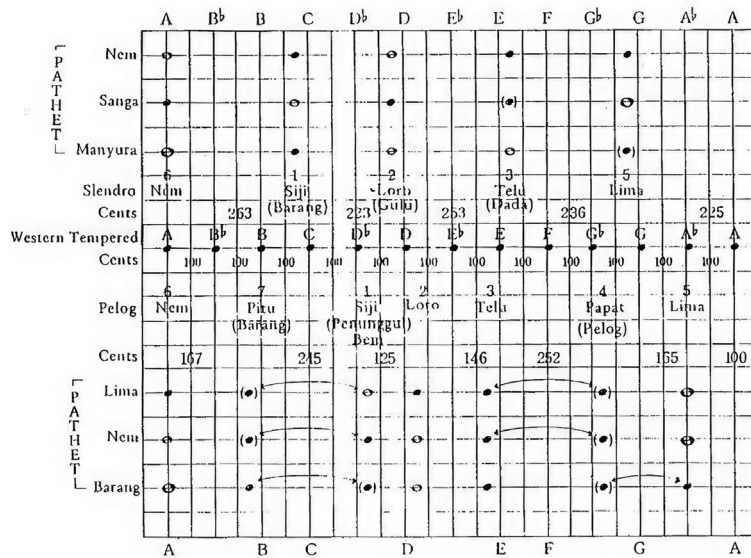 A B♭ B C D♭ D E♭ E F G♭ G A♭ A
PATHET
Nem
Sanga
Manyura
6 1 2 3 5
Slendro Nem Siji Loro Telu Lima
(Barang) (Gulu) (Dada)
Cents 263 223 253 236 225
Western Tempered A B♭ B C D♭ D E♭ E F G♭ G A♭ A
Cents 100 100 100 100 100 100 100 100 100 100 100 100
6 7 1 2 3 4 5
Pelog Nem Pitu Siji Loro Telu Papat Lima
(Barang) (Penunggul) (Pelog)
Bem
Cents 167 245 125 146 252 165 100
PATHET
Lima
Nem
Barang
A B C D E F G A